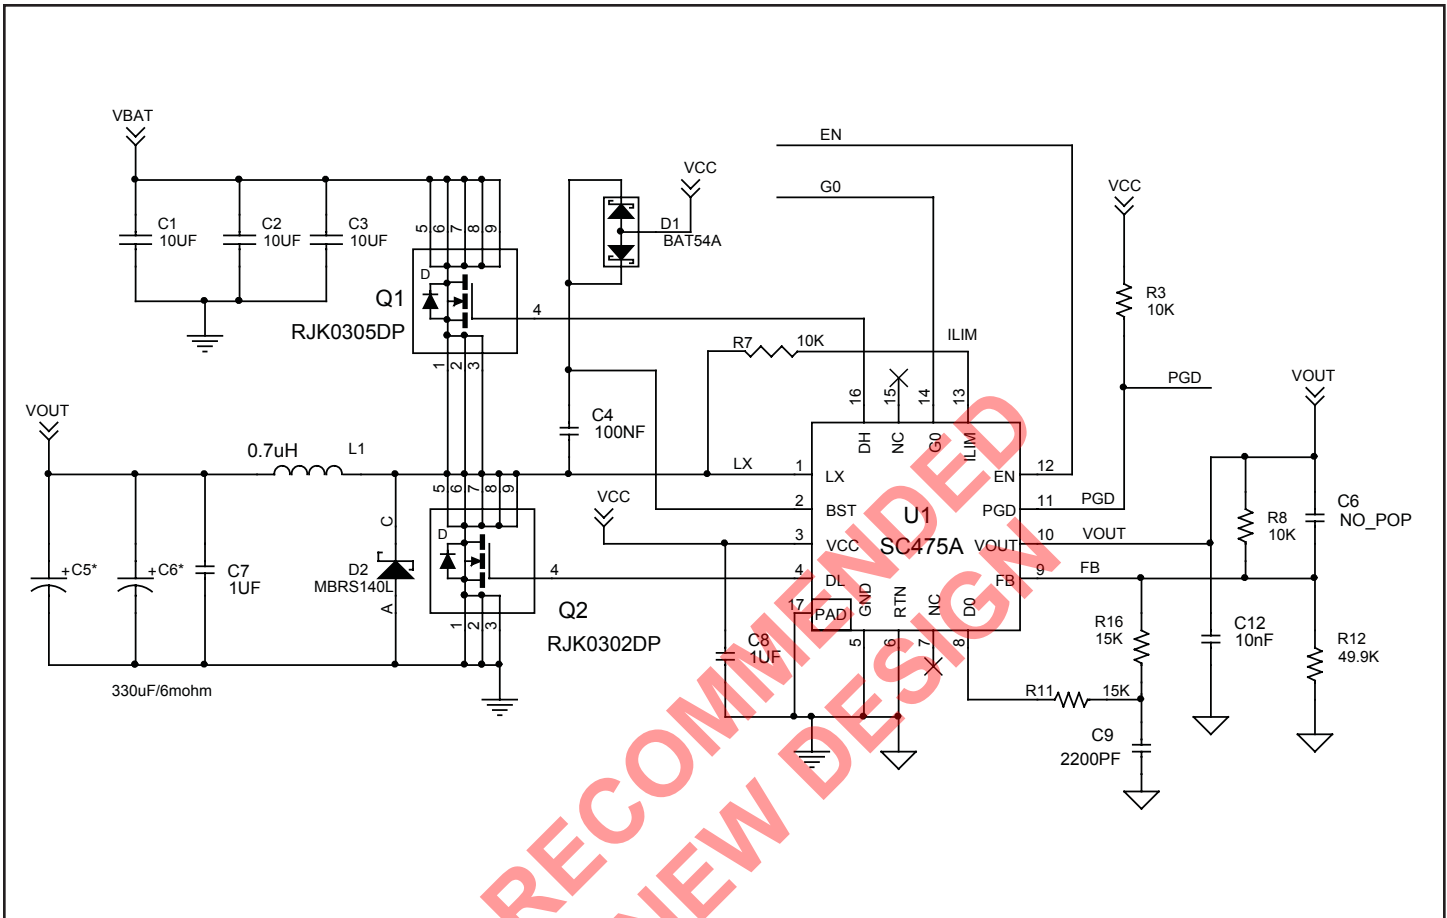 VBAT
EN
VCC
G0
VCC
C1
10UF
C2
10UF
C3
10UF
5
6
7
8
9
D1
BAT54A
D
Q1
RJK0305DP
4
1
2
3
R7
10K
ILIM
R3
10K
PGD
VOUT
VOUT
16
15
14
13
C4
100NF
DH
NC
G0
ILIM
0.7uH
L1
LX
1
LX
EN
12
5
6
7
8
9
VCC
2
BST
PGD
11
PGD
U1
SC475A
3
VCC
VOUT
10
VOUT
R8
10K
C6
NO_POP
C
D
D2
MBRS140L
A
4
4
DL
FB
9
FB
+C5*
+C6*
C7
1UF
17
PAD
GND
RTN
NC
D0
5
6
7
8
Q2
RJK0302DP
1
2
3
C8
1UF
R16
15K
C12
10nF
R12
49.9K
330uF/6mohm
R11
15K
C9
2200PF
RECOMMENDED
NEW DESIGN